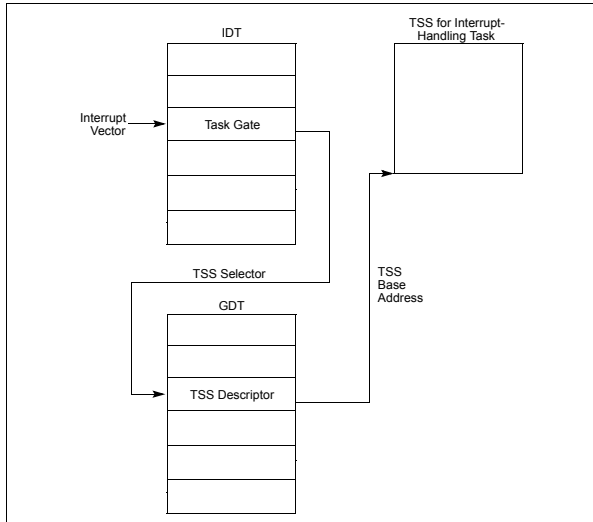 IDT
TSS for Interrupt-
Handling Task
Interrupt
Vector
Task Gate
TSS Selector
TSS
Base
Address
GDT
TSS Descriptor